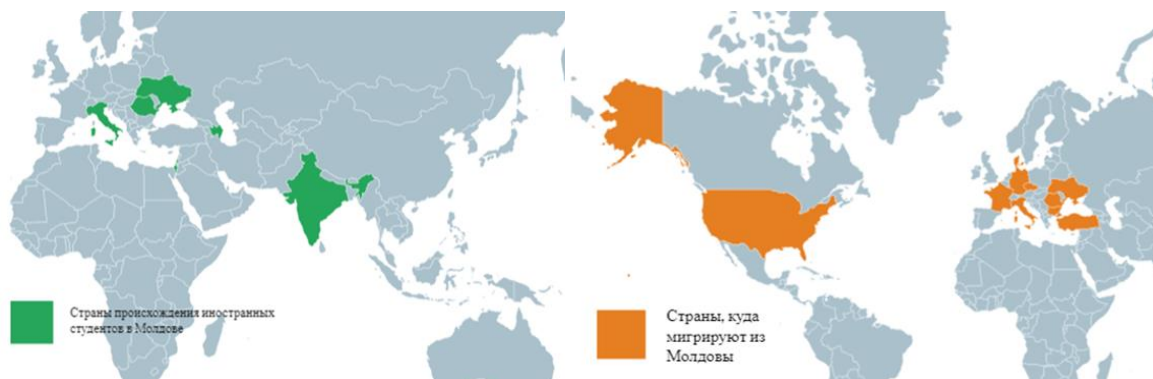 Страны происхождения иностранных
студентов в Молдове
Страны, куда
мигрируют из
Молдовы